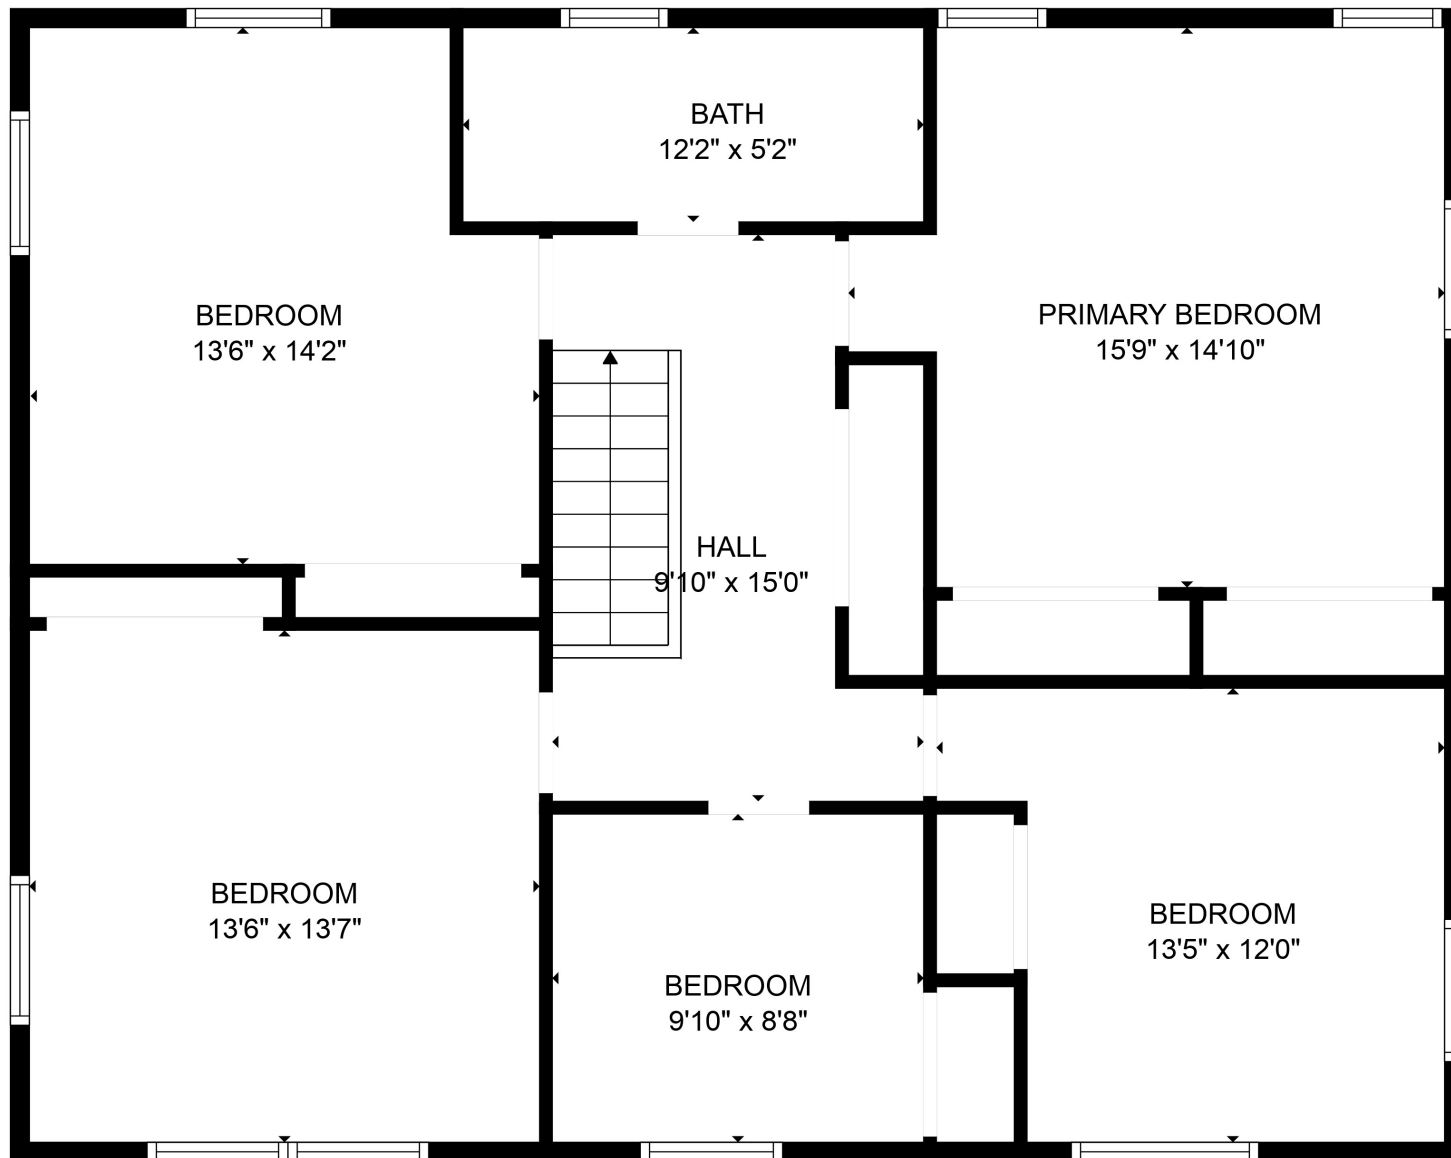 BATH
12'2" x 5'2"
BEDROOM
13'6" x 14'2"
PRIMARY BEDROOM
15'9" x 14'10"
HALL
9'10" x 15'0"
BEDROOM
13'6" x 13'7"
BEDROOM
13'5" x 12'0"
BEDROOM
9'10" x 8'8"